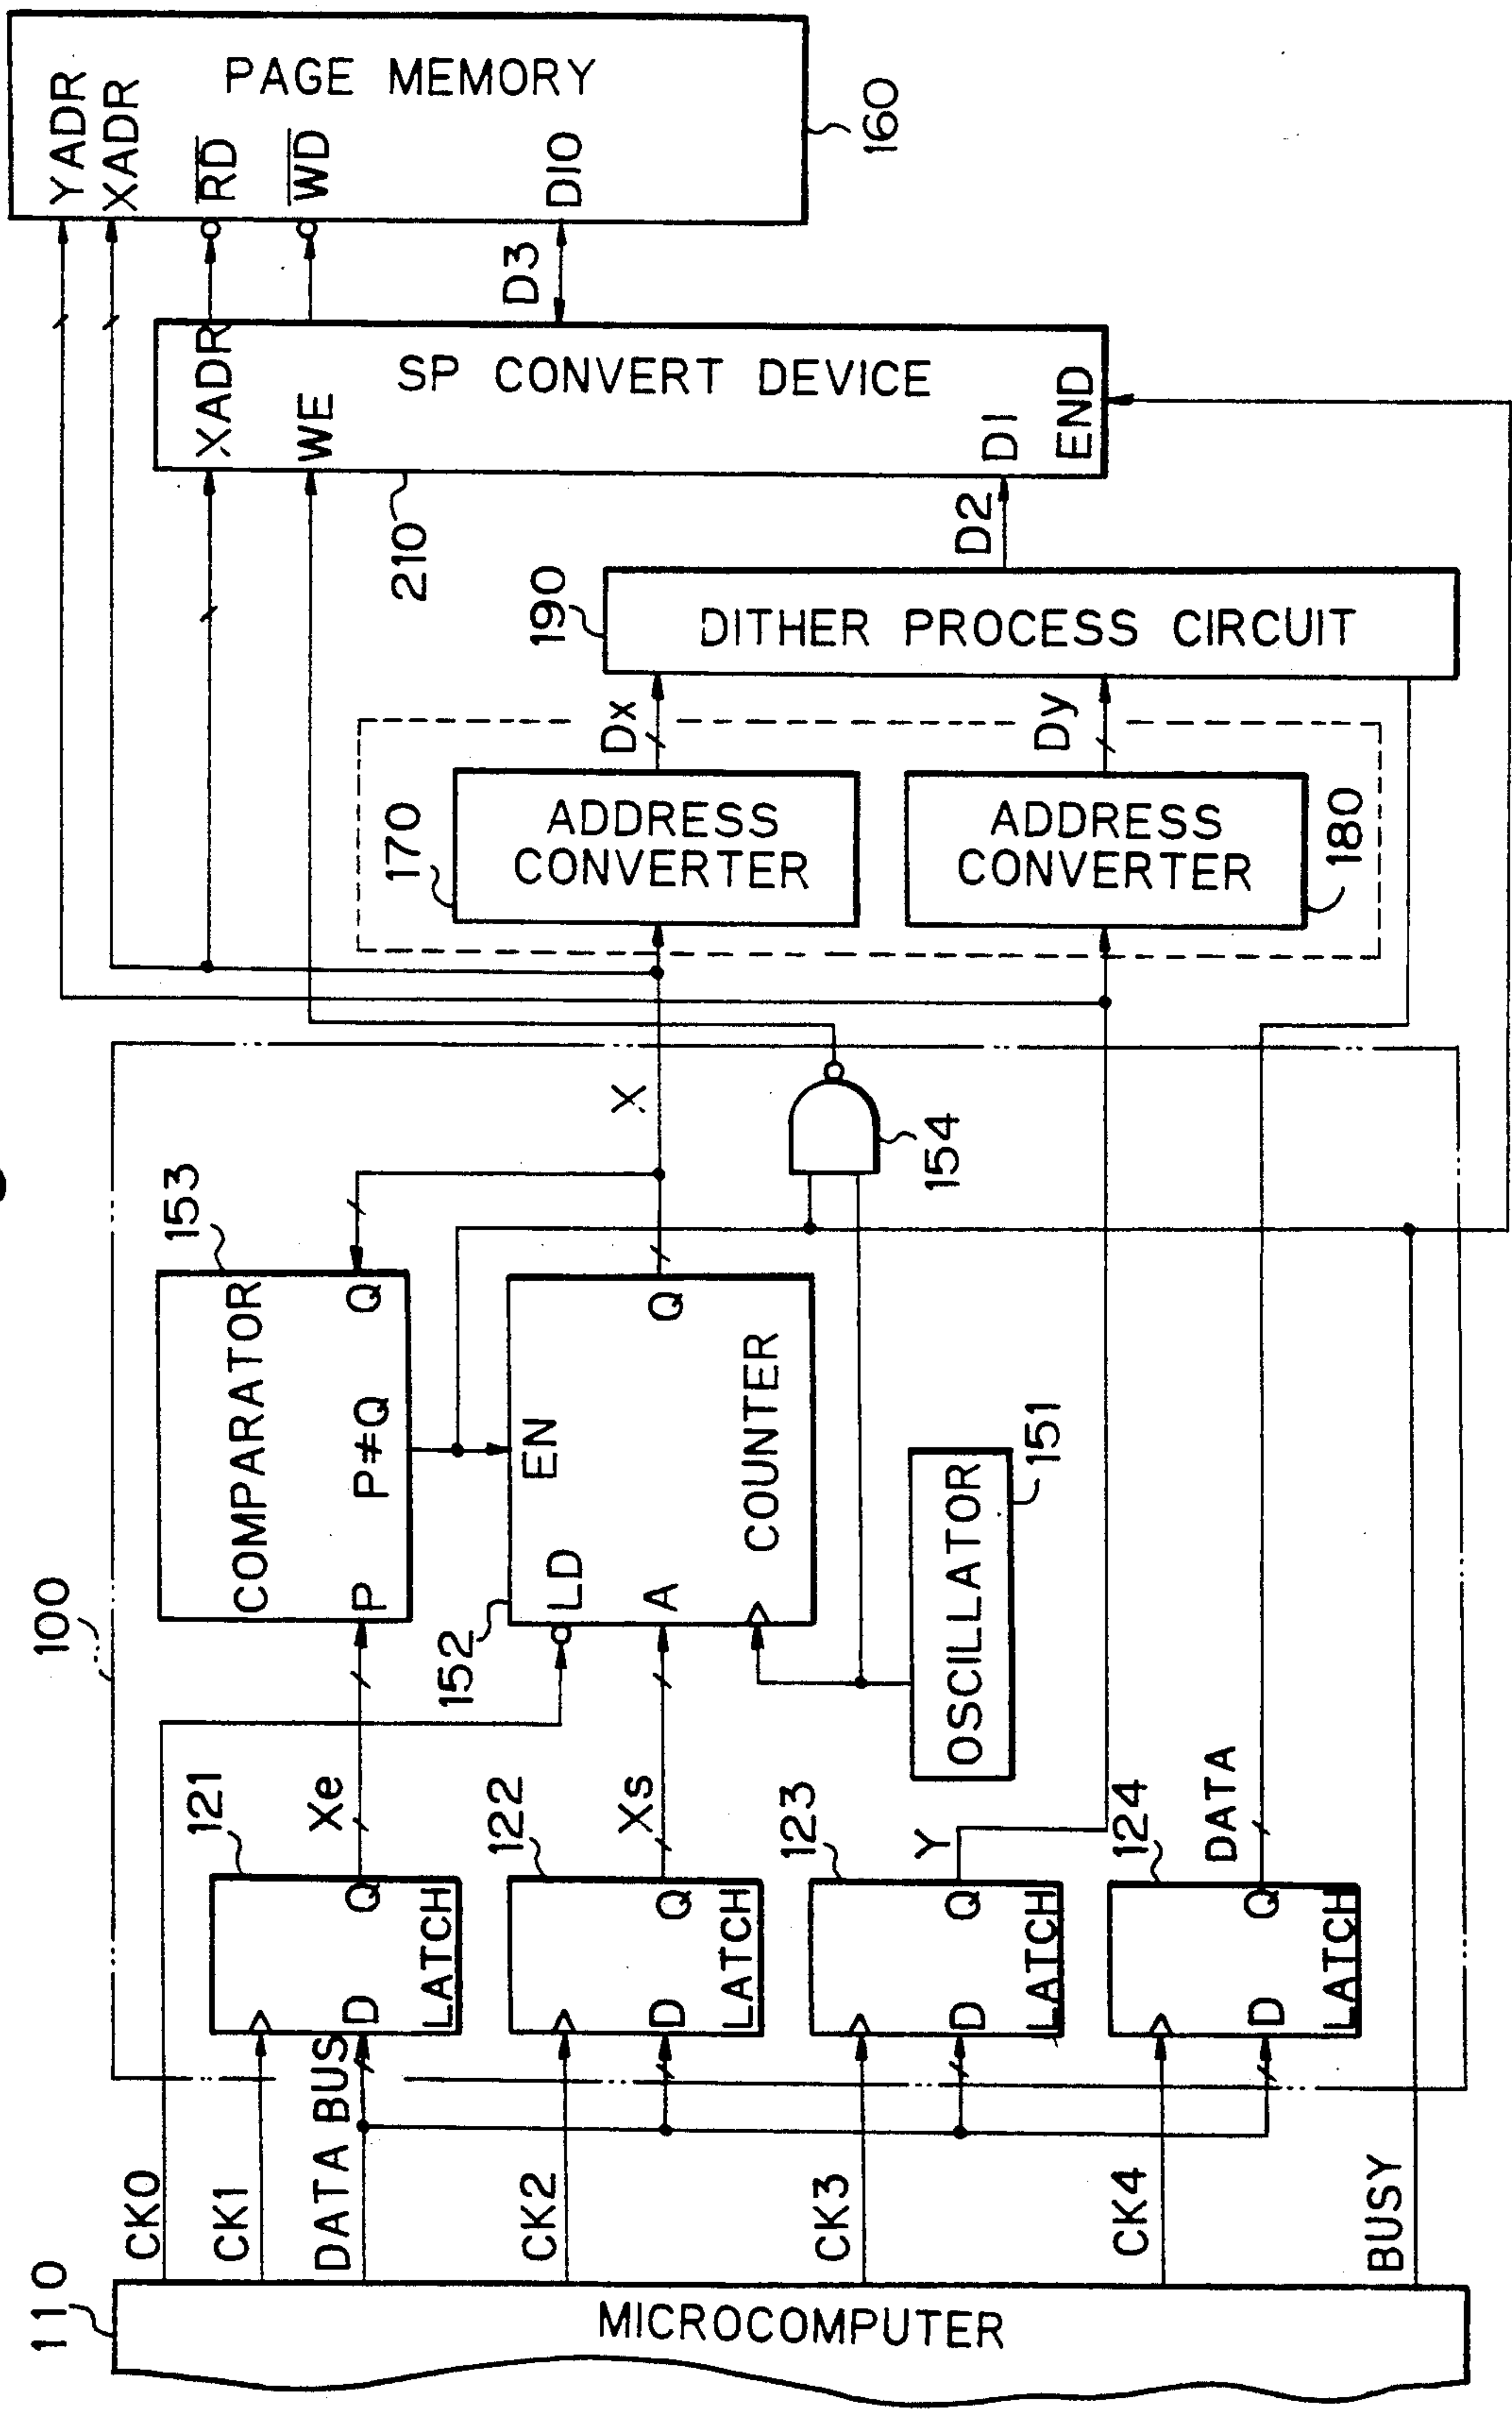 110
MICROCOMPUTER
CK0
CK1
DATA BUS
CK2
CK3
CK4
BUSY
100
121
D
Q
LATCH
Xe
122
D
Q
LATCH
Xs
123
D
Q
LATCH
Y
124
D
Q
LATCH
DATA
153
COMPARATOR
P
P≠Q
Q
152
LD
EN
A
Q
COUNTER
OSCILLATOR
151
X
154
170
ADDRESS
CONVERTER
Dx
ADDRESS
CONVERTER
180
Dy
190
DITHER PROCESS CIRCUIT
D2
210
XADR
WE
SP CONVERT DEVICE
DI
END
D3
YADR
XADR
RD
WD
DIO
PAGE MEMORY
160